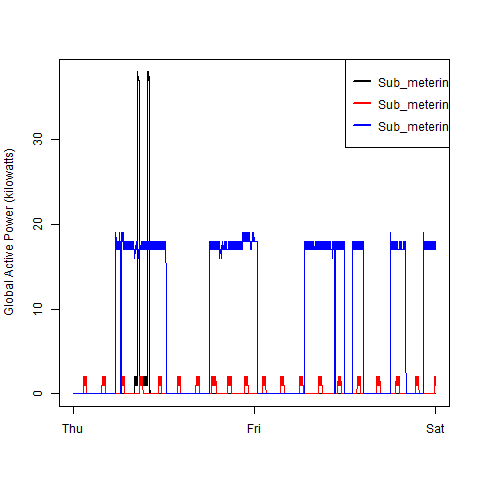 Sub_meterin
Sub_meterin
Sub_meterin
Global Active Power (kilowatts)
30
20
10
0
Thu Fri Sat